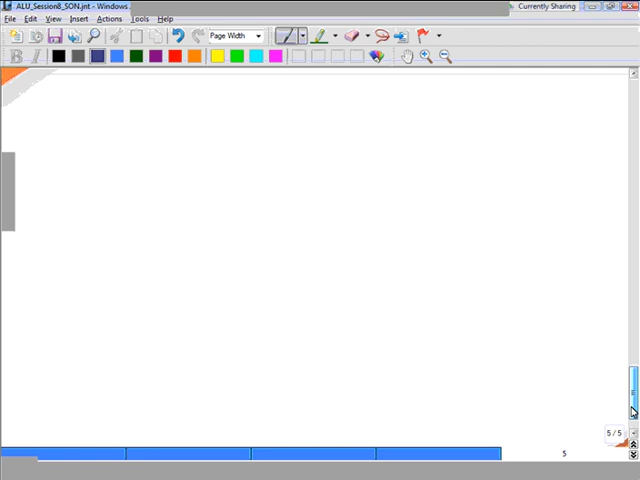 ALU_Session8_SON.jnt - Windows
Currently Sharing
File Edit View Insert Actions Tools Help
Page Width
B I
5 / 5
5